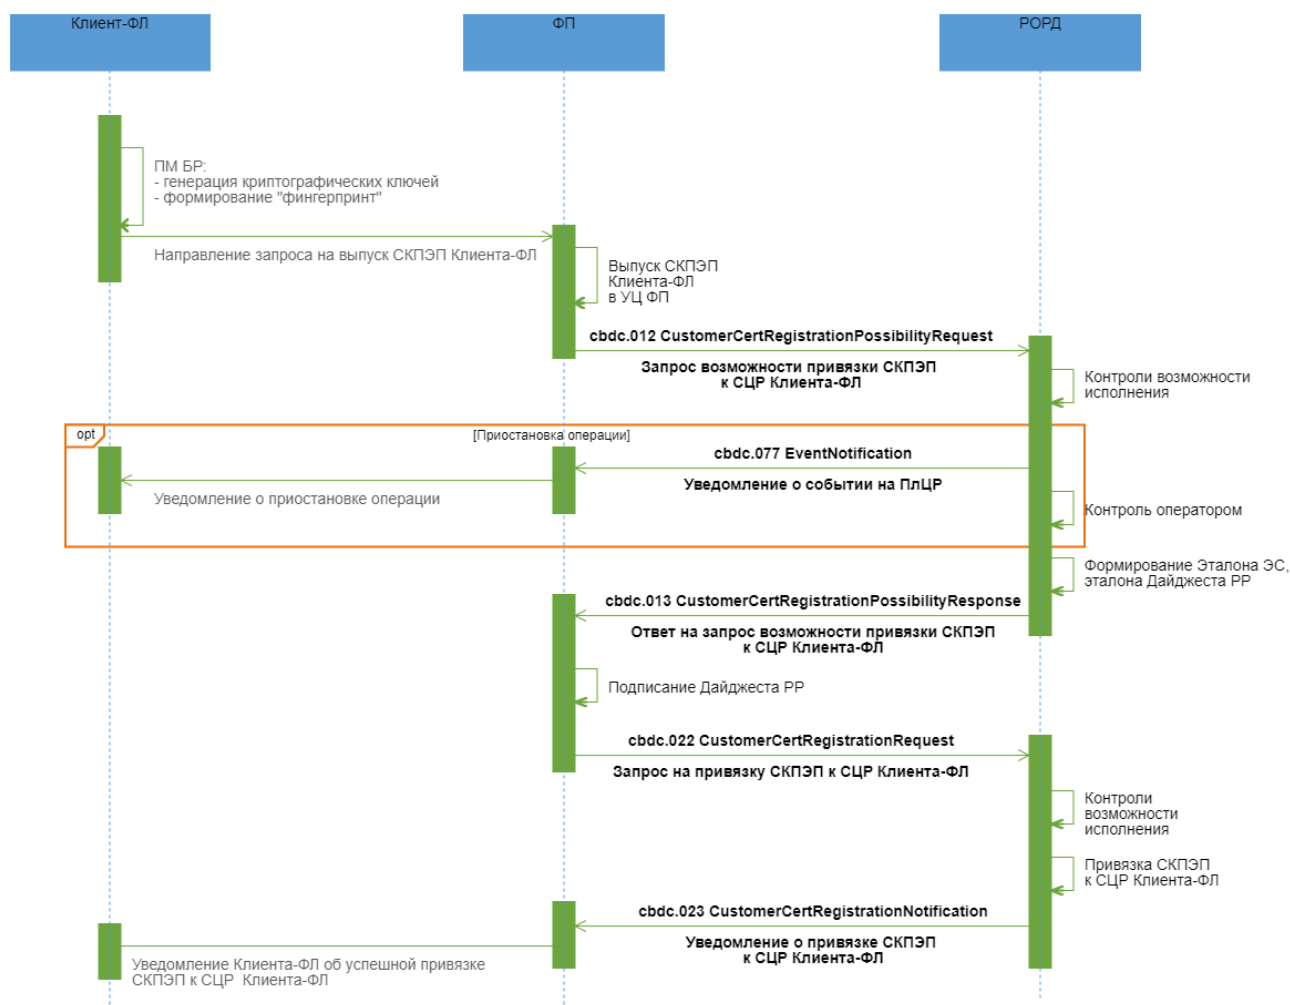 Клиент-ФЛ
ФП
РОРД
ПМ БР:
- генерация криптографических ключей
- формирование "фингерпринт"
Направление запроса на выпуск СКПЭП Клиента-ФЛ
Выпуск СКПЭП
Клиента-ФЛ
в УЦ ФП
cbdc.012 CustomerCertRegistrationPossibilityRequest
Запрос возможности привязки СКПЭП
к СЦР Клиента-ФЛ
Контроли возможности
исполнения
opt
[Приостановка операции]
cbdc.077 EventNotification
Уведомление о событии на ПлЦР
Уведомление о приостановке операции
Контроль оператором
Формирование Эталона ЭС,
эталона Дайджеста РР
cbdc.013 CustomerCertRegistrationPossibilityResponse
Ответ на запрос возможности привязки СКПЭП
к СЦР Клиента-ФЛ
Подписание Дайджеста РР
cbdc.022 CustomerCertRegistrationRequest
Запрос на привязку СКПЭП к СЦР Клиента-ФЛ
Контроли
возможности
исполнения
Привязка СКПЭП
к СЦР Клиента-ФЛ
cbdc.023 CustomerCertRegistrationNotification
Уведомление о привязке СКПЭП
к СЦР Клиента-ФЛ
Уведомление Клиента-ФЛ об успешной привязке
СКПЭП к СЦР  Клиента-ФЛ